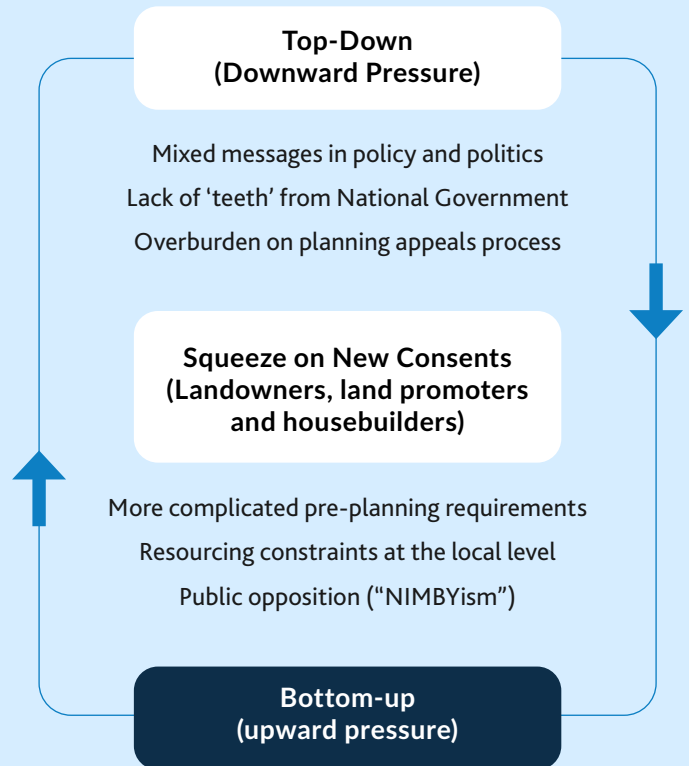 Top-Down
(Downward Pressure)
Mixed messages in policy and politics
Lack of ‘teeth’ from National Government
Overburden on planning appeals process
Squeeze on New Consents
(Landowners, land promoters
and housebuilders)
More complicated pre-planning requirements
Resourcing constraints at the local level
Public opposition (“NIMBYism”)
Bottom-up
(upward pressure)